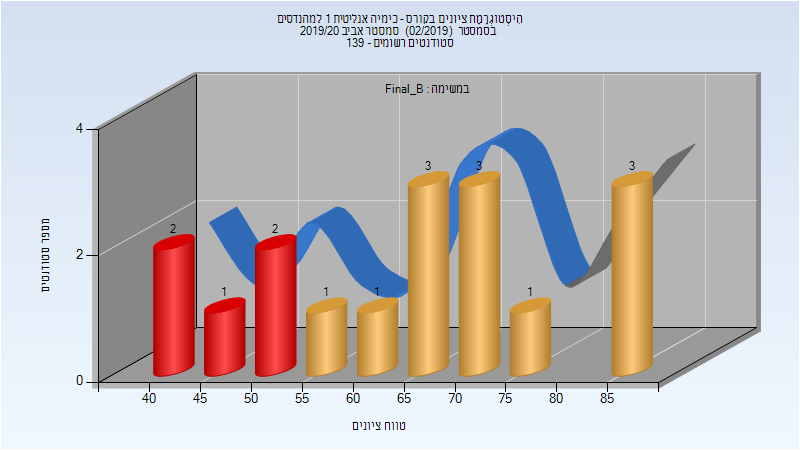 היסטוגרמת ציונים בקורס - כימיה אנליטית 1 למהנדסים
בסמסטר (02/2019) סמסטר אביב 2019/20
סטודנטים רשומים - 139
במשימה : Final_B
4
2
0
מספר סטודנטים
2
1
2
1
1
3
3
1
3
40 45 50 55 60 65 70 75 80 85
טווח ציונים